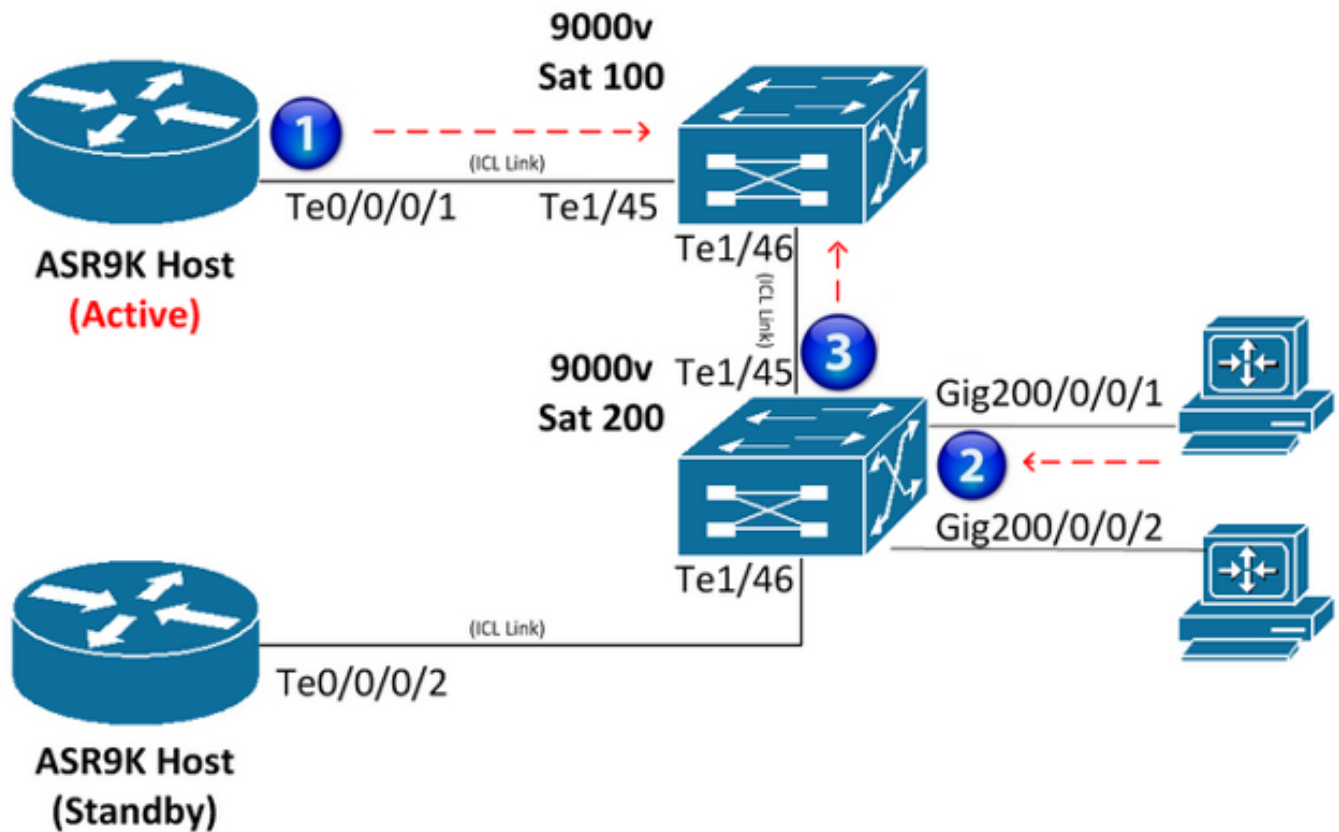 9000v
Sat 100
1
(ICL Link)
Te0/0/0/1
Te1/45
ASR9K Host
(Active)
Te1/46
(ICL Link)
3
9000v
Sat 200
Te1/45
Gig200/0/0/1
2
Gig200/0/0/2
Te1/46
(ICL Link)
Te0/0/0/2
ASR9K Host
(Standby)